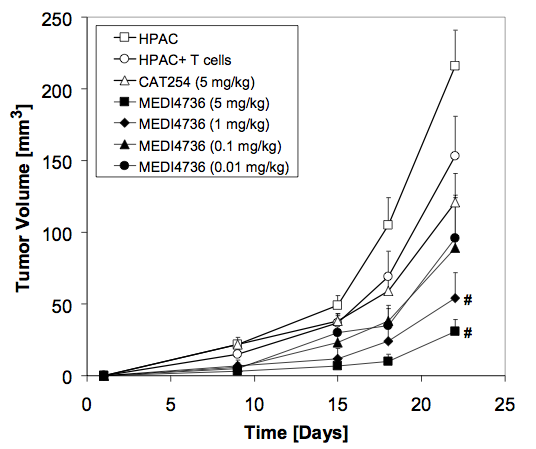 250
200
150
100
50
0
Tumor Volume [mm³]
HPAC
HPAC+ T cells
CAT254 (5 mg/kg)
MEDI4736 (5 mg/kg)
MEDI4736 (1 mg/kg)
MEDI4736 (0.1 mg/kg)
MEDI4736 (0.01 mg/kg)
#
#
0 5 10 15 20 25
Time [Days]